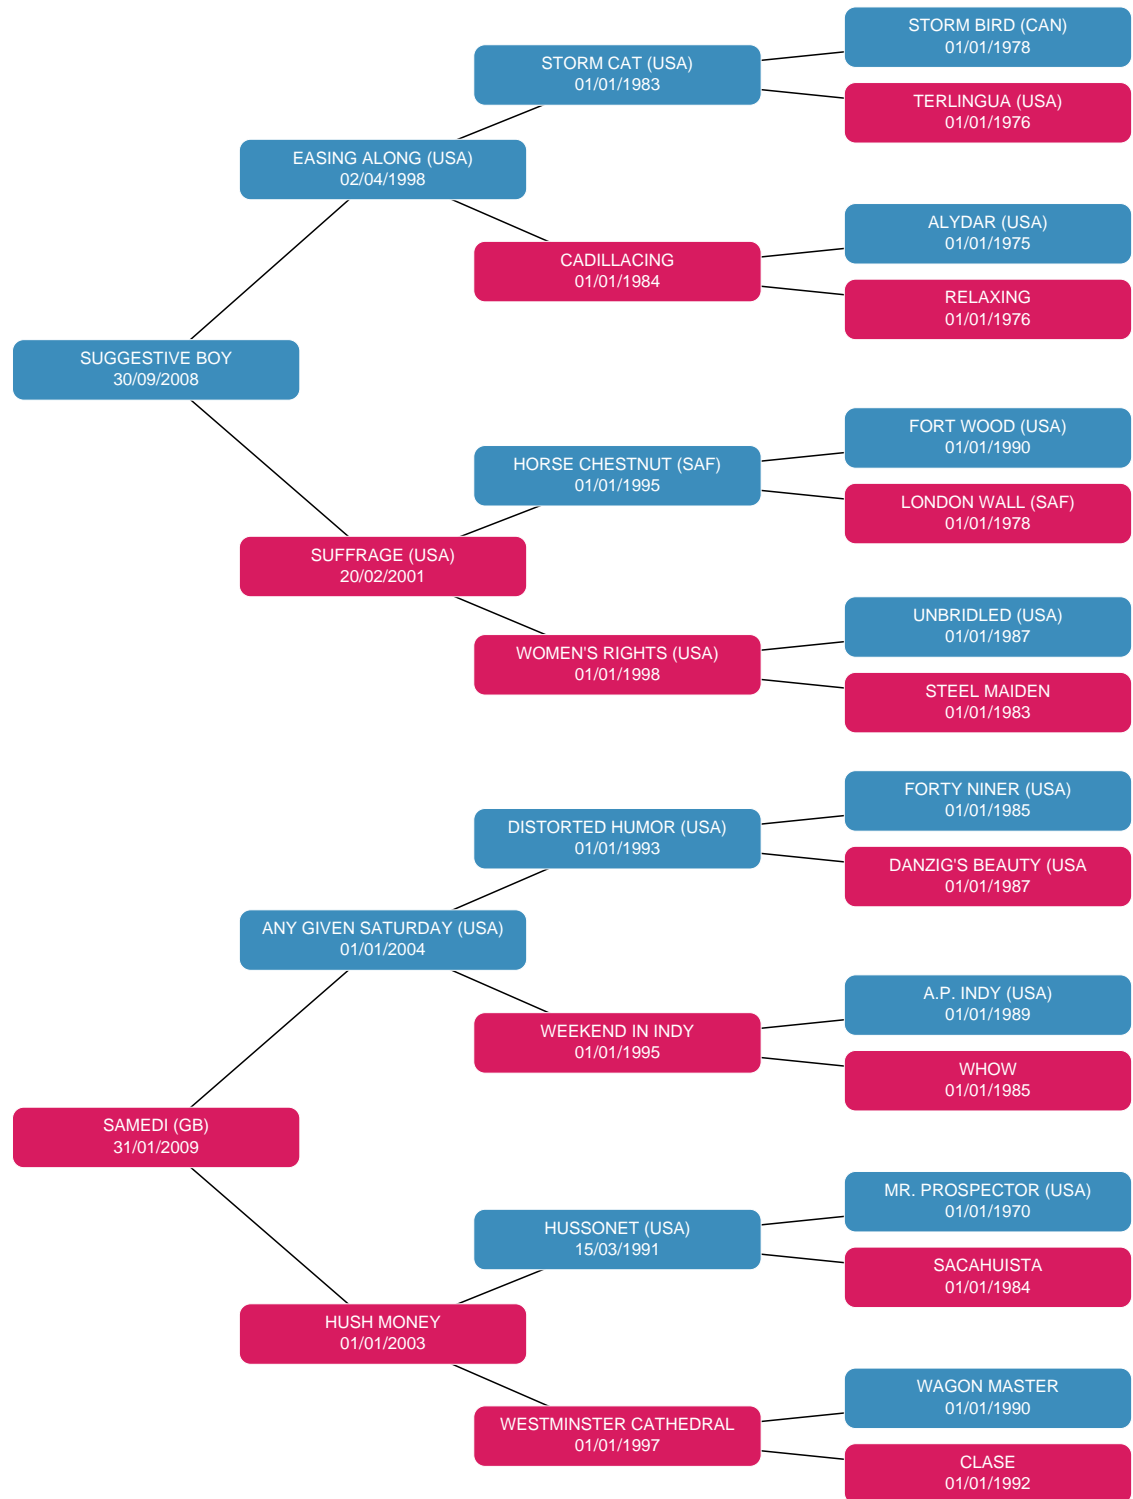 STORM BIRD (CAN)
01/01/1978
STORM CAT (USA)
01/01/1983
TERLINGUA (USA)
01/01/1976
EASING ALONG (USA)
02/04/1998
ALYDAR (USA)
01/01/1975
CADILLACING
01/01/1984
RELAXING
01/01/1976
SUGGESTIVE BOY
30/09/2008
FORT WOOD (USA)
01/01/1990
HORSE CHESTNUT (SAF)
01/01/1995
LONDON WALL (SAF)
01/01/1978
SUFFRAGE (USA)
20/02/2001
UNBRIDLED (USA)
01/01/1987
WOMEN'S RIGHTS (USA)
01/01/1998
STEEL MAIDEN
01/01/1983
FORTY NINER (USA)
01/01/1985
DISTORTED HUMOR (USA)
01/01/1993
DANZIG'S BEAUTY (USA
01/01/1987
ANY GIVEN SATURDAY (USA)
01/01/2004
A.P. INDY (USA)
01/01/1989
WEEKEND IN INDY
01/01/1995
WHOW
01/01/1985
SAMEDI (GB)
31/01/2009
MR. PROSPECTOR (USA)
01/01/1970
HUSSONET (USA)
15/03/1991
SACAHUISTA
01/01/1984
HUSH MONEY
01/01/2003
WAGON MASTER
01/01/1990
WESTMINSTER CATHEDRAL
01/01/1997
CLASE
01/01/1992